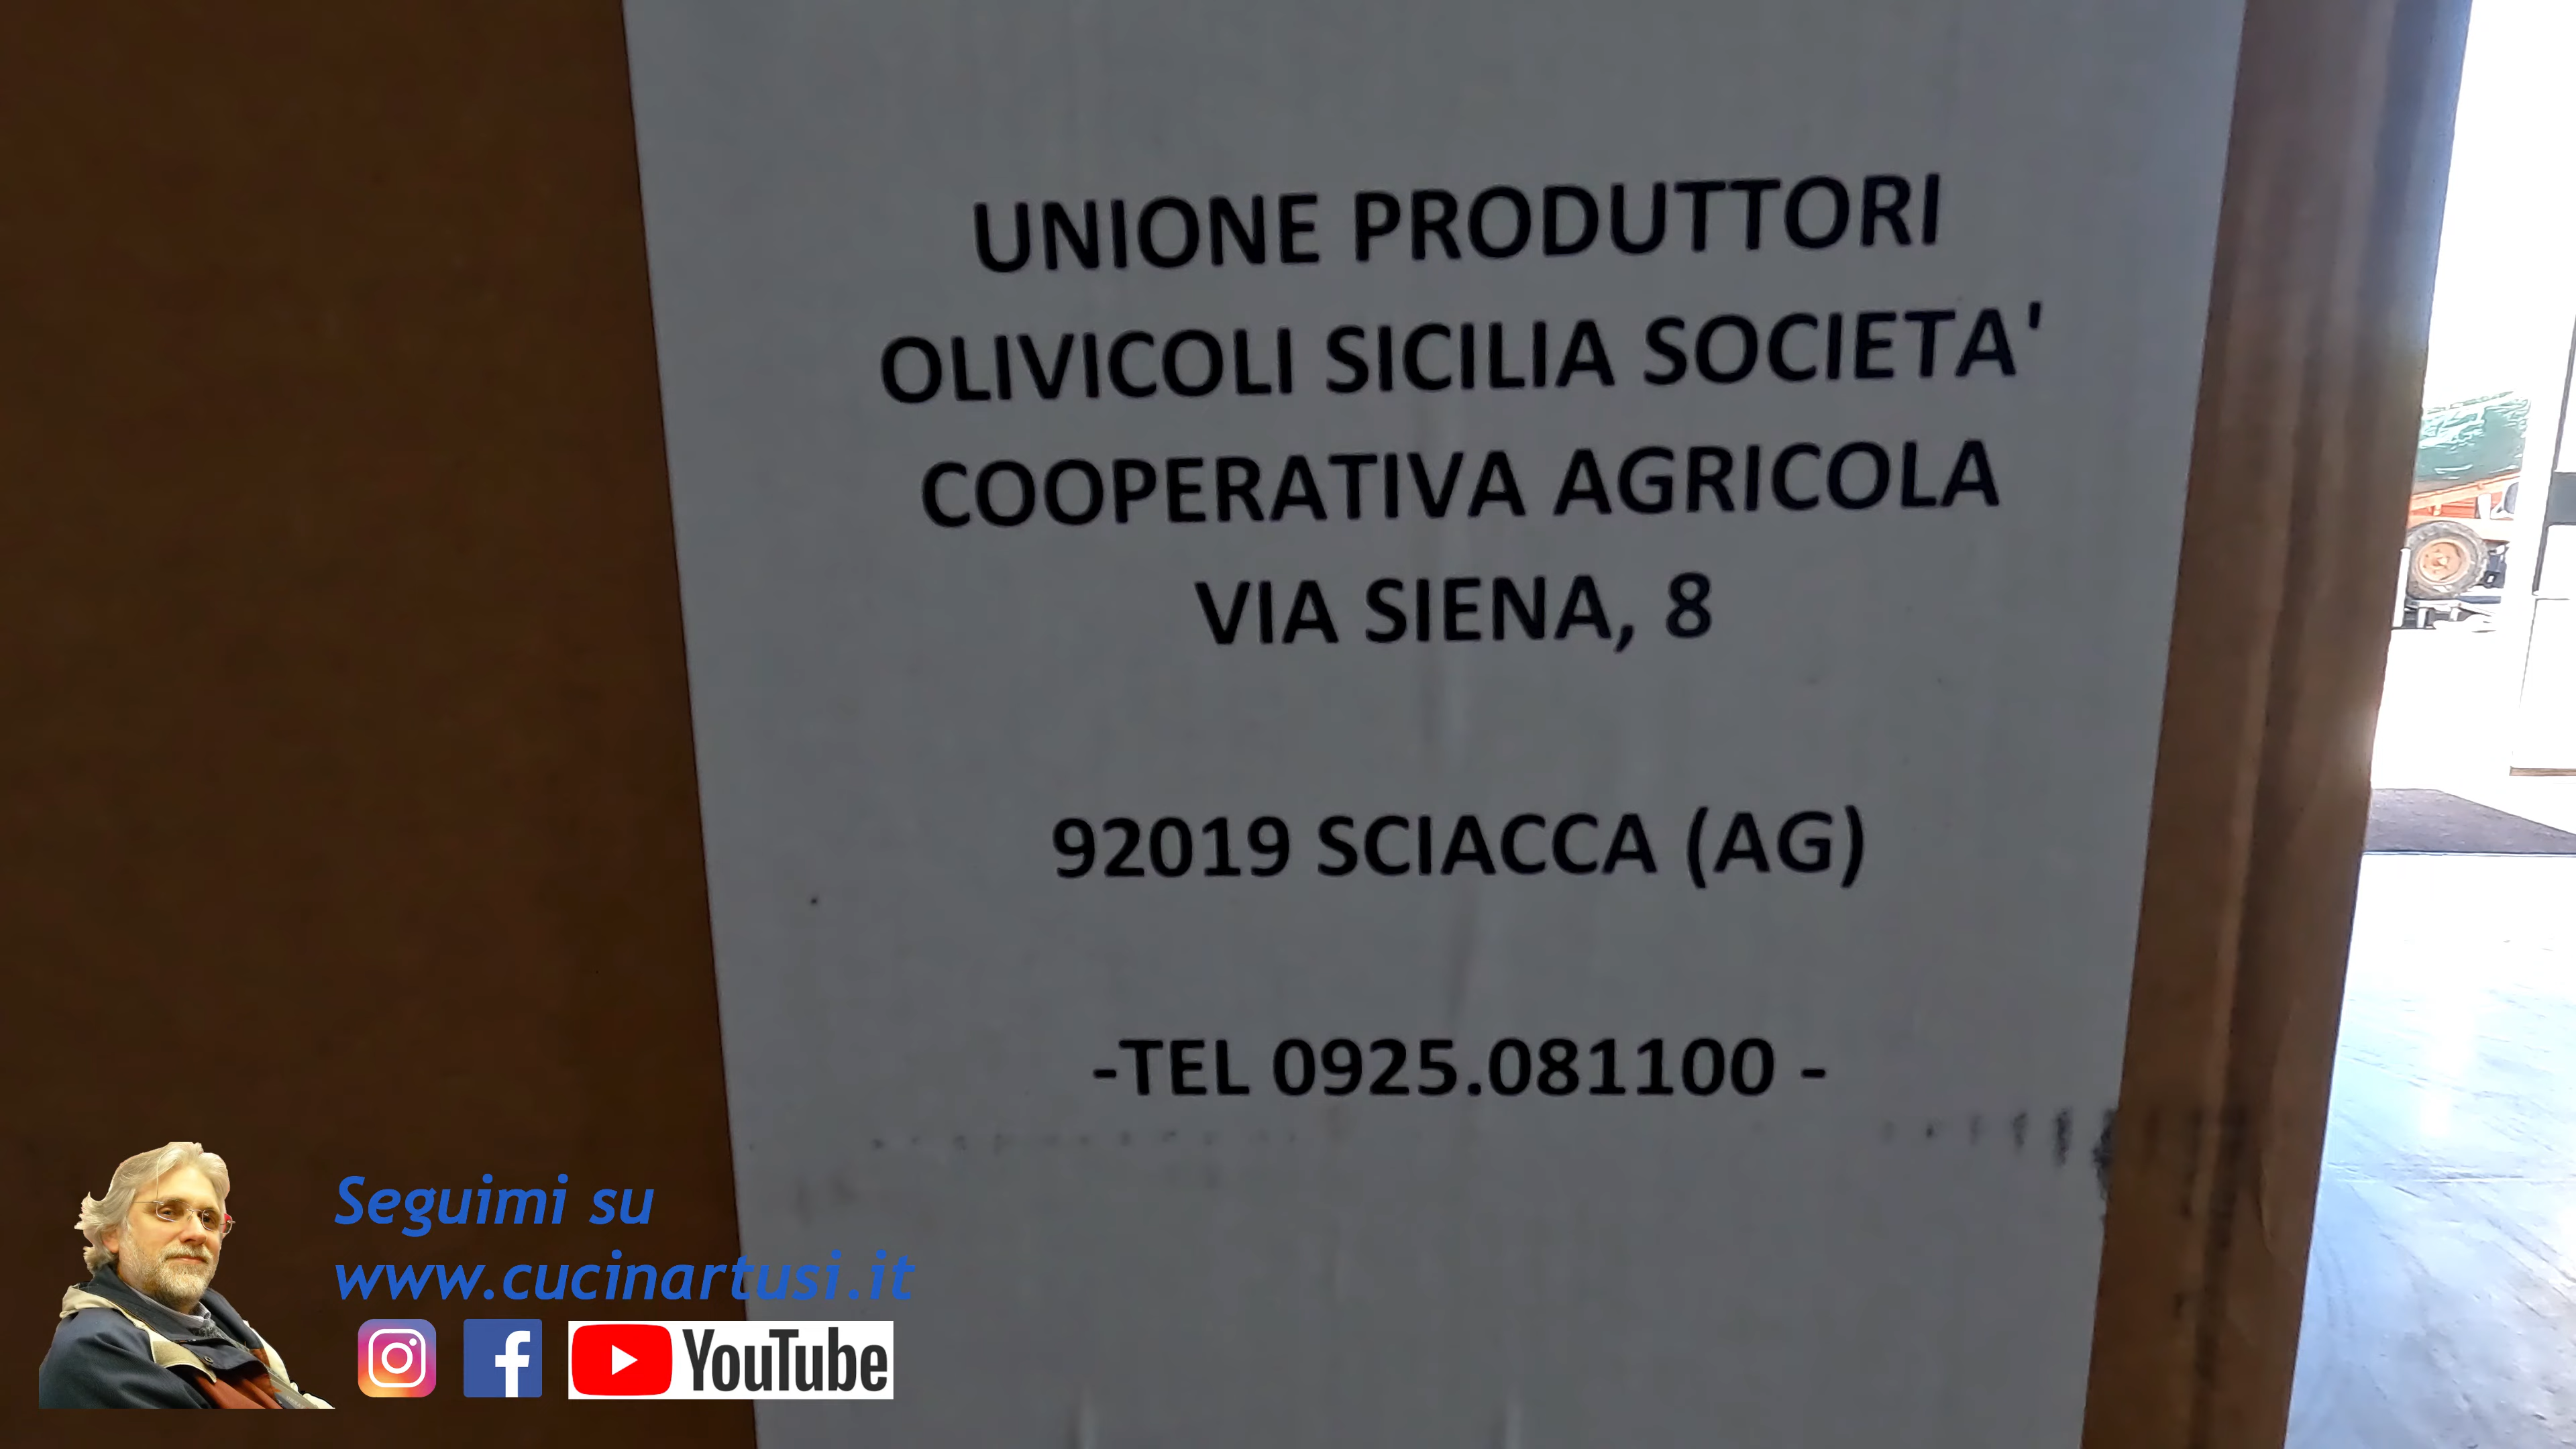 UNIONE PRODUTTORI
OLIVICOLI SICILIA SOCIETA'
COOPERATIVA AGRICOLA
VIA SIENA, 8
92019 SCIACCA (AG)
-TEL 0925.081100 -
Seguimi su
www.cucinartusi.it
YouTube